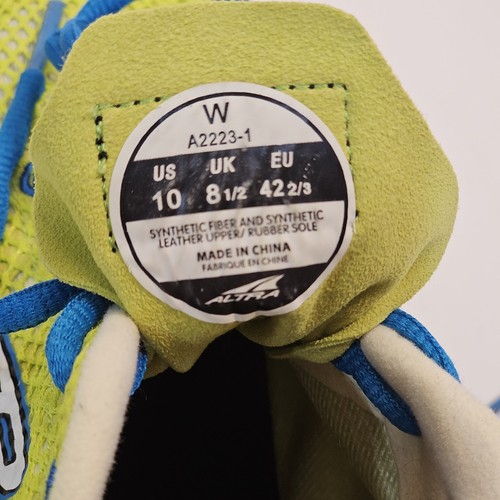 W
A2223-1
US UK EU
10 8 1/2 42 2/3
SYNTHETIC FIBER AND SYNTHETIC
LEATHER UPPER/ RUBBER SOLE
MADE IN CHINA
FABRIQUE EN CHINE
ALTRA